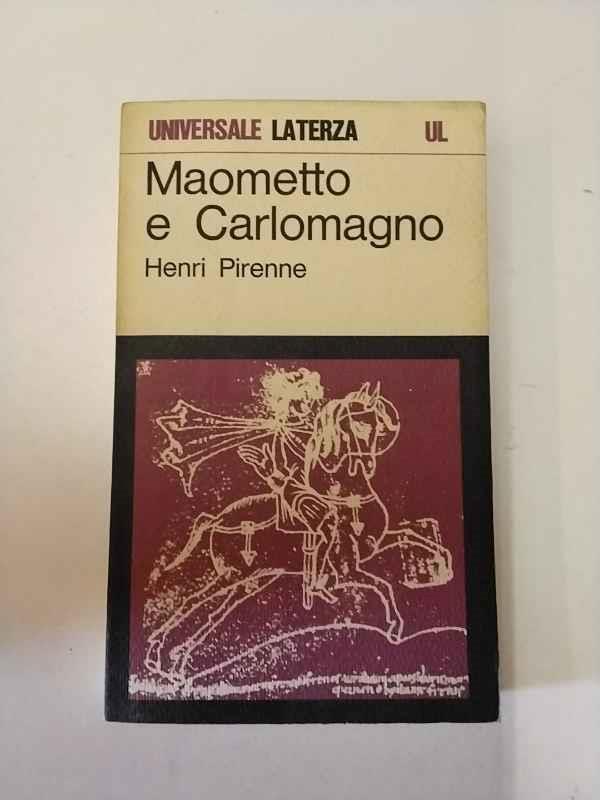 UNIVERSALE LATERZA UL
Maometto
e Carlomagno
Henri Pirenne